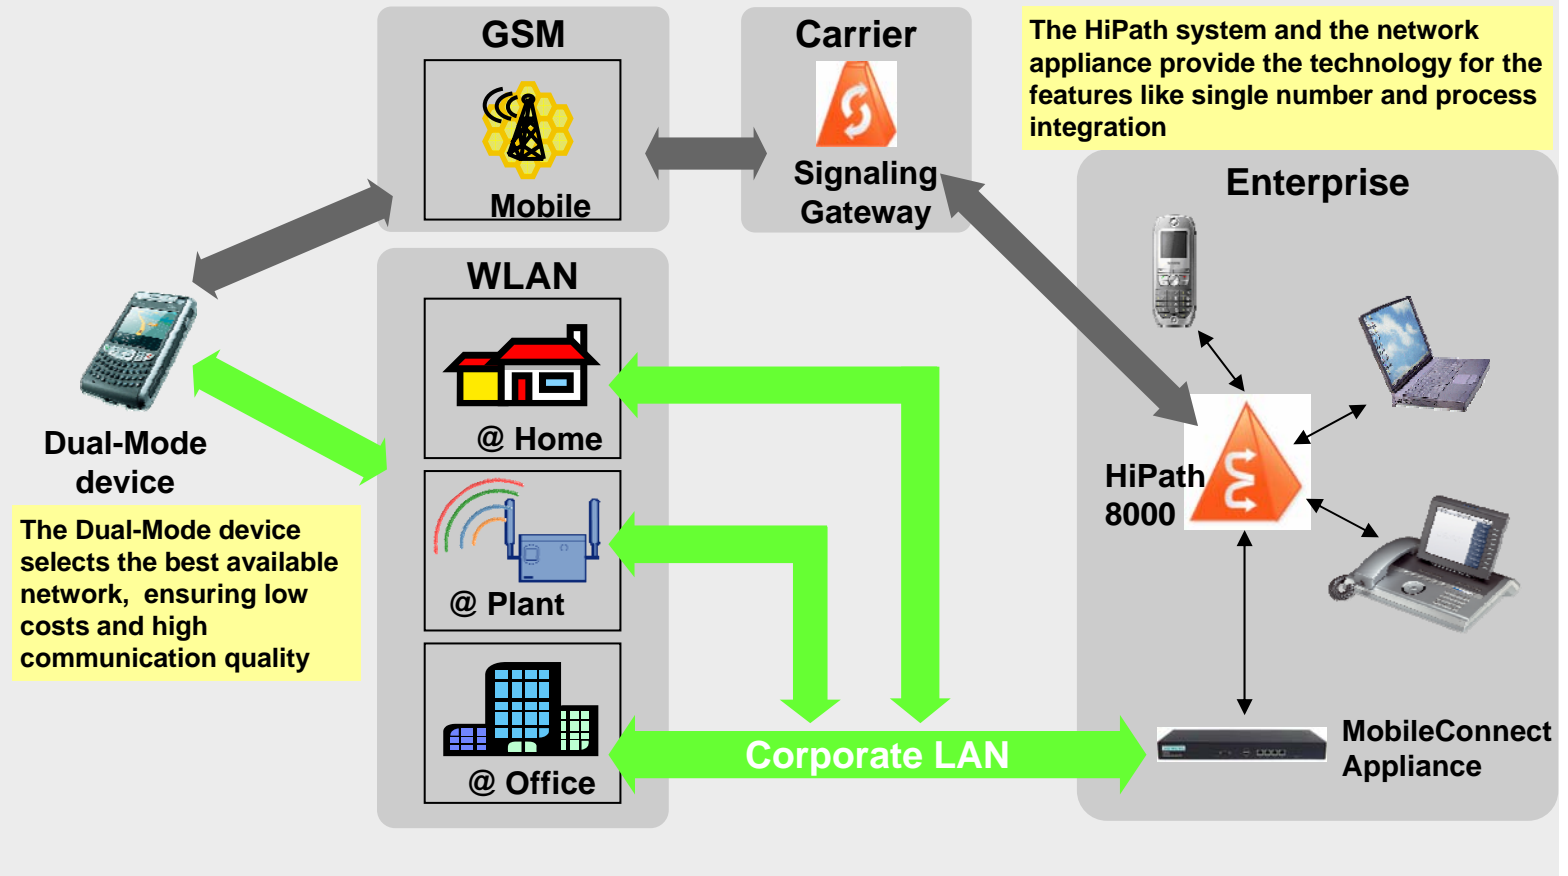 GSM
Mobile
Carrier
Signaling
Gateway
The HiPath system and the network
appliance provide the technology for the
features like single number and process
integration
Enterprise
WLAN
@ Home
@ Plant
@ Office
Dual-Mode
device
The Dual-Mode device
selects the best available
network,  ensuring low
costs and high
communication quality
HiPath
8000
Corporate LAN
MobileConnect
Appliance